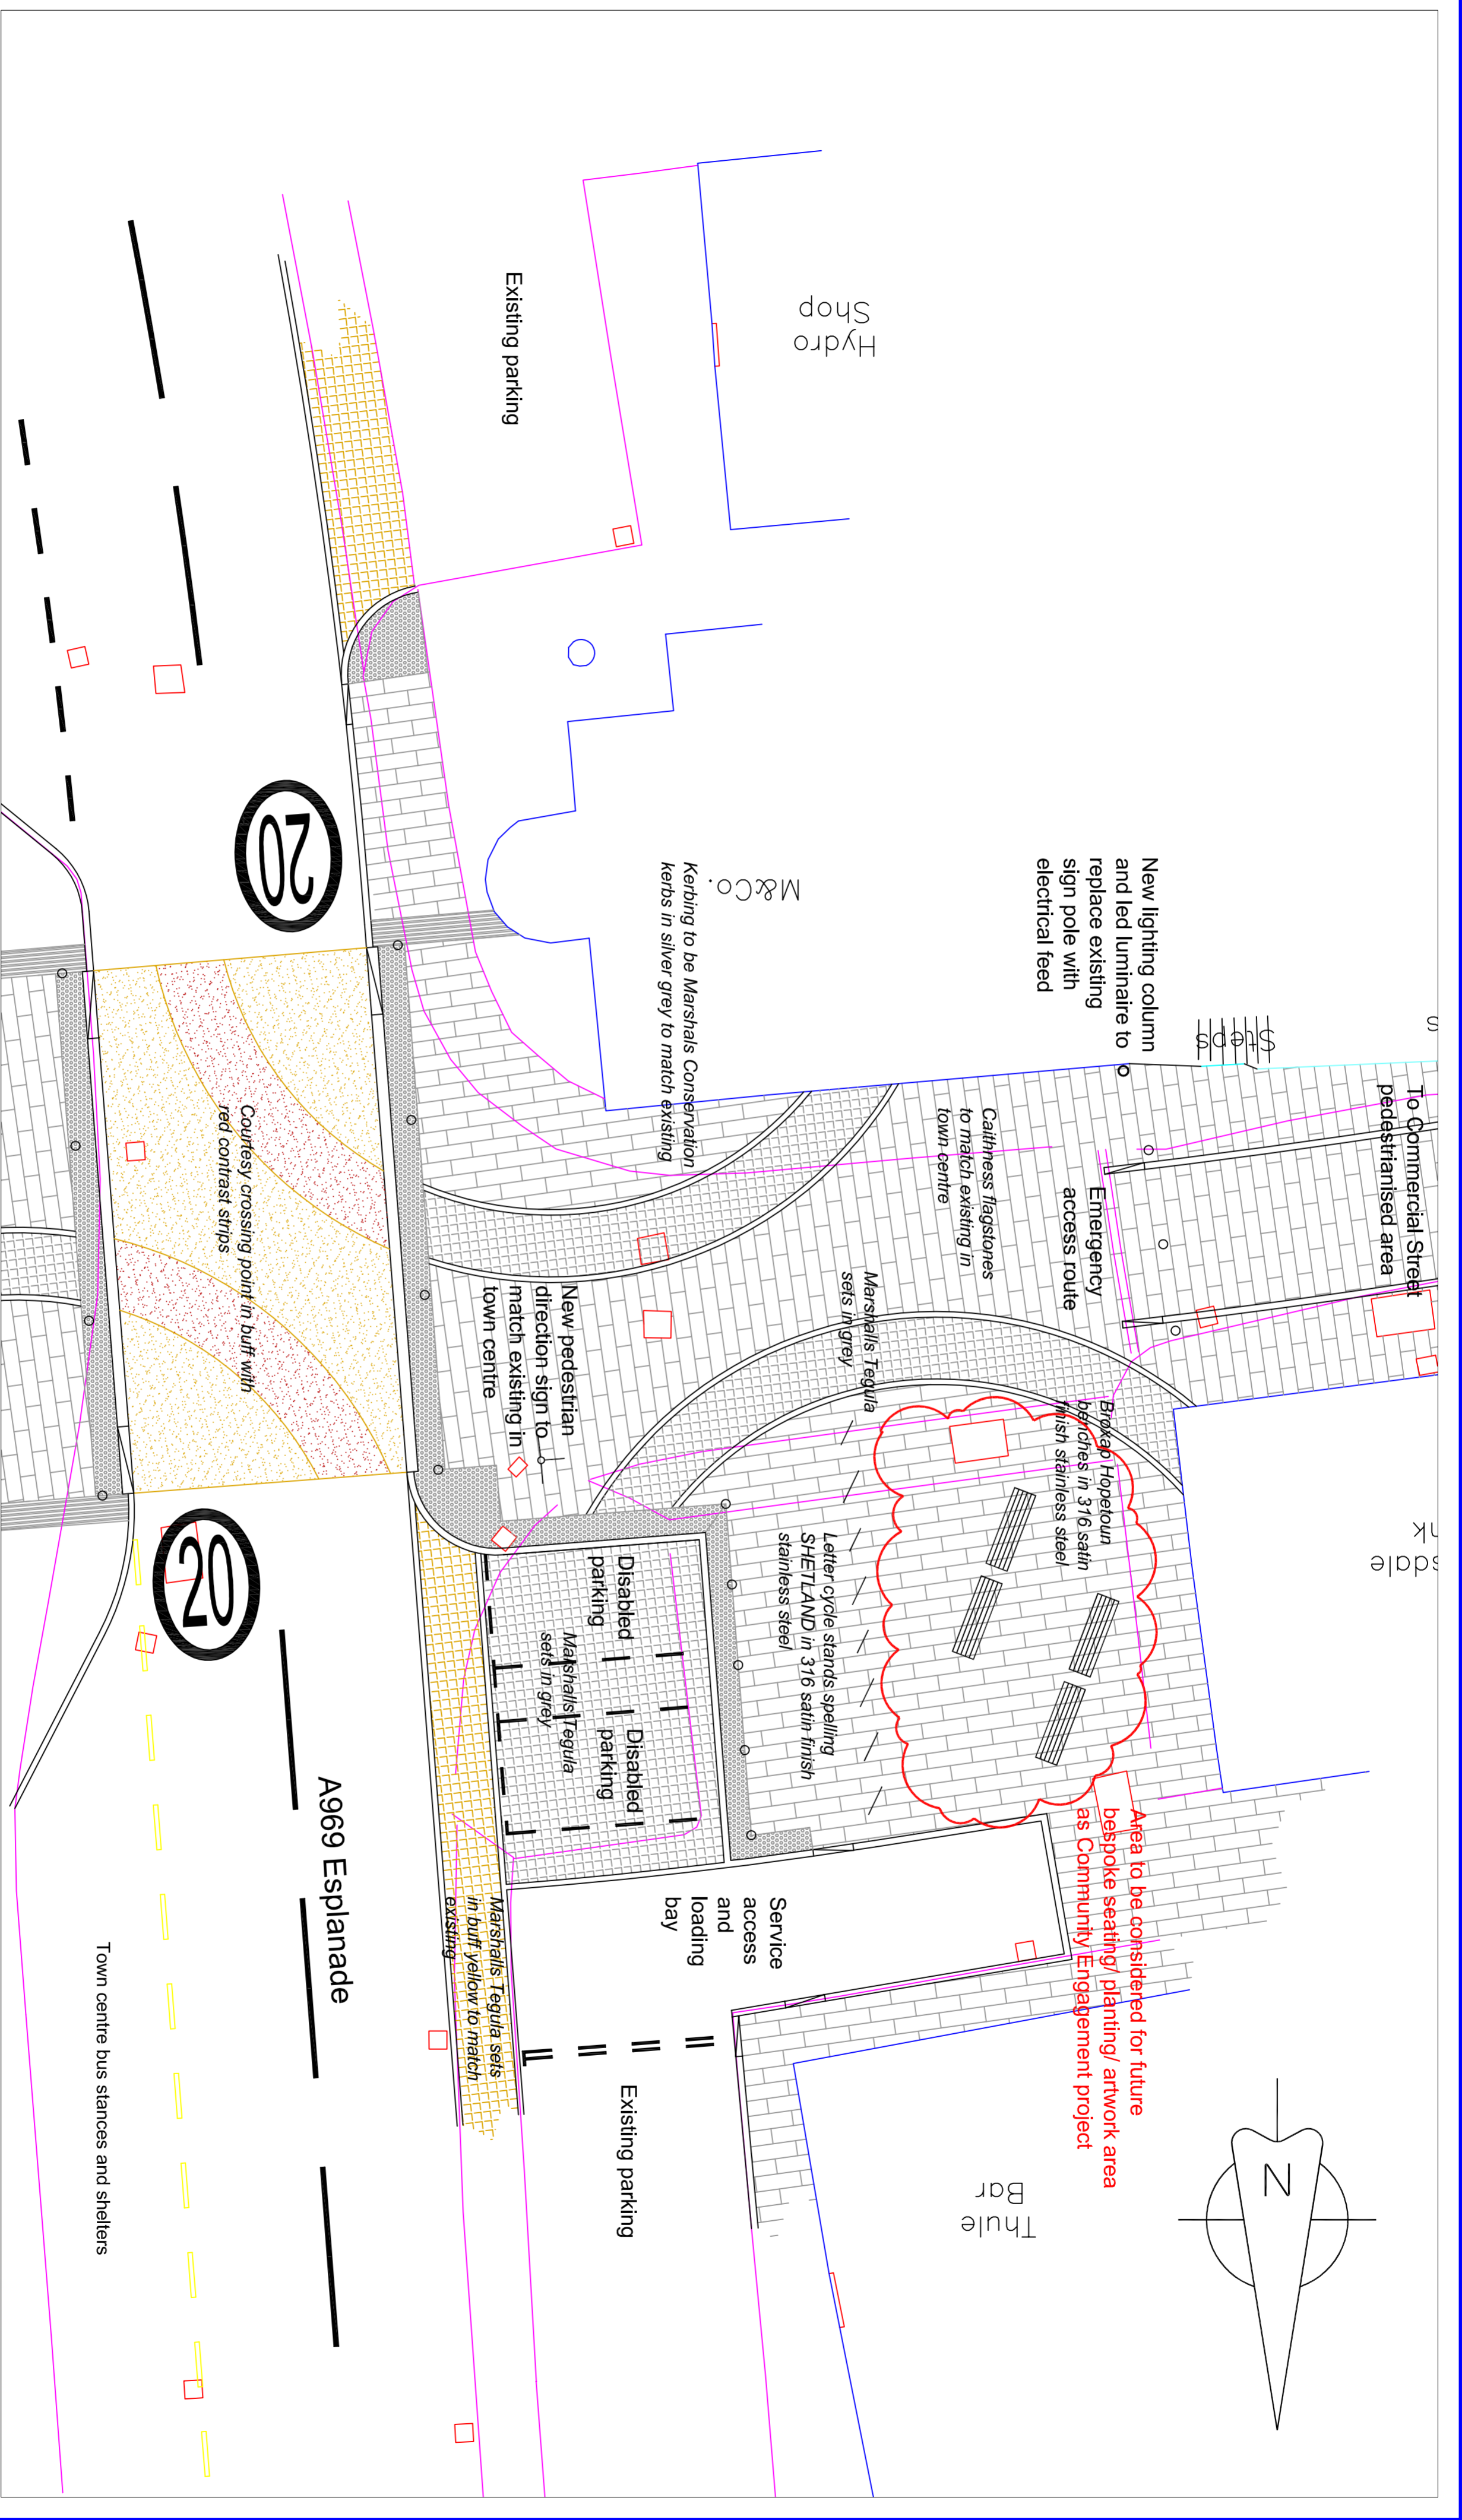 Hydro
Shop
Existing parking
M&Co.
Kerbing to be Marshals Conservation
kerbs in silver grey to match existing
New lighting column
and led luminaire to
replace existing
sign pole with
electrical feed
Steps
To Commercial Street
pedestrianised area
Emergency
access route
Caithness flagstones
to match existing in
town centre
Marshalls Tegula
sets in grey
New pedestrian
direction sign to
match existing in
town centre
20
Courtesy crossing point in buff with
red contrast strips
20
Broxap Hopetoun
benches in 316 satin
finish stainless steel
Letter cycle stands spelling
SHETLAND in 316 satin finish
stainless steel
Disabled
parking
Marshalls Tegula
sets in grey
Disabled
parking
Area to be considered for future
bespoke seating/ planting/ artwork area
as Community Engagement project
Service
access
and
loading
bay
Marshalls Tegula sets
in buff yellow to match
existing
A969 Esplanade
Town centre bus stances and shelters
Existing parking
Thule
Bar
N